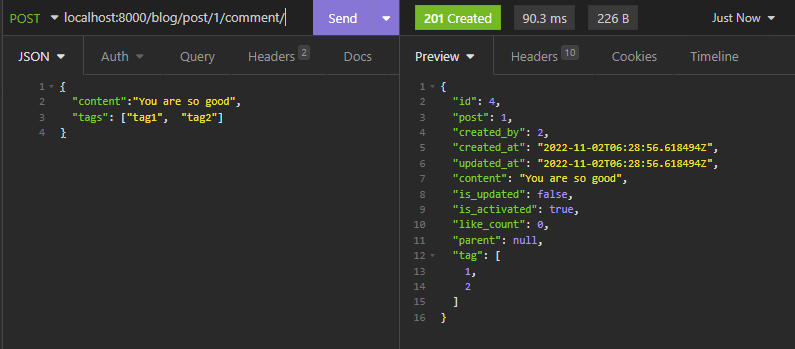 POST localhost:8000/blog/post/1/comment/ Send 201 Created 90.3 ms 226 B Just Now
JSON Auth Query Headers 2 Docs Preview Headers 10 Cookies Timeline
1 {
2 "content":"You are so good",
3 "tags": ["tag1",  "tag2"]
4 }
1 {
2 "id": 4,
3 "post": 1,
4 "created_by": 2,
5 "created_at": "2022-11-02T06:28:56.618494Z",
6 "updated_at": "2022-11-02T06:28:56.618494Z",
7 "content": "You are so good",
8 "is_updated": false,
9 "is_activated": true,
10 "like_count": 0,
11 "parent": null,
12 "tag": [
13 1,
14 2
15 ]
16 }